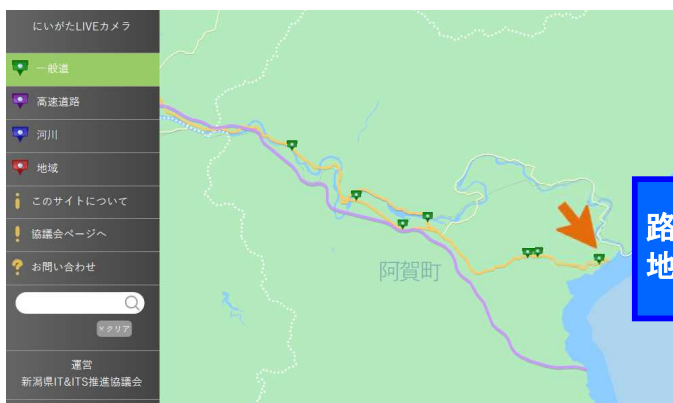 にいがたLIVEカメラ
一般道
高速道路
河川
地域
このサイトについて
協議会ページへ
お問い合わせ
×クリア
運営
新潟県IT&ITS推進協議会
阿賀町
路
地